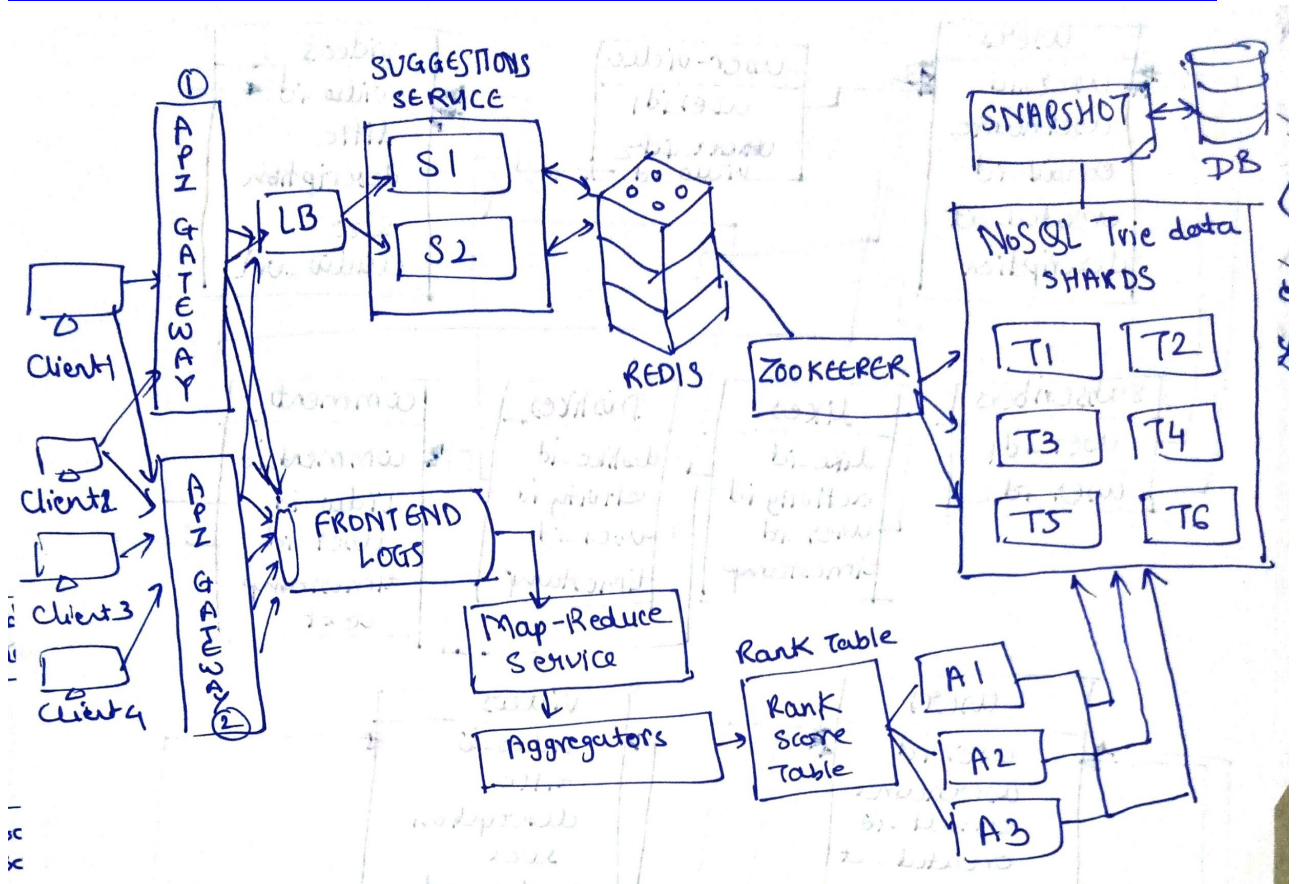 ①
API GATEWAY
SUGGESTIONS
SERVICE
S1
S2
LB
REDIS
SNAPSHOT
DB
NoSQL Trie data
SHARDS
T1
T2
T3
T4
T5
T6
ZOOKEEPER
Client1
Client2
Client3
Client4
API GATEWAY
②
FRONTEND
LOGS
Map-Reduce
Service
Aggregators
Rank Table
Rank
Score
Table
A1
A2
A3